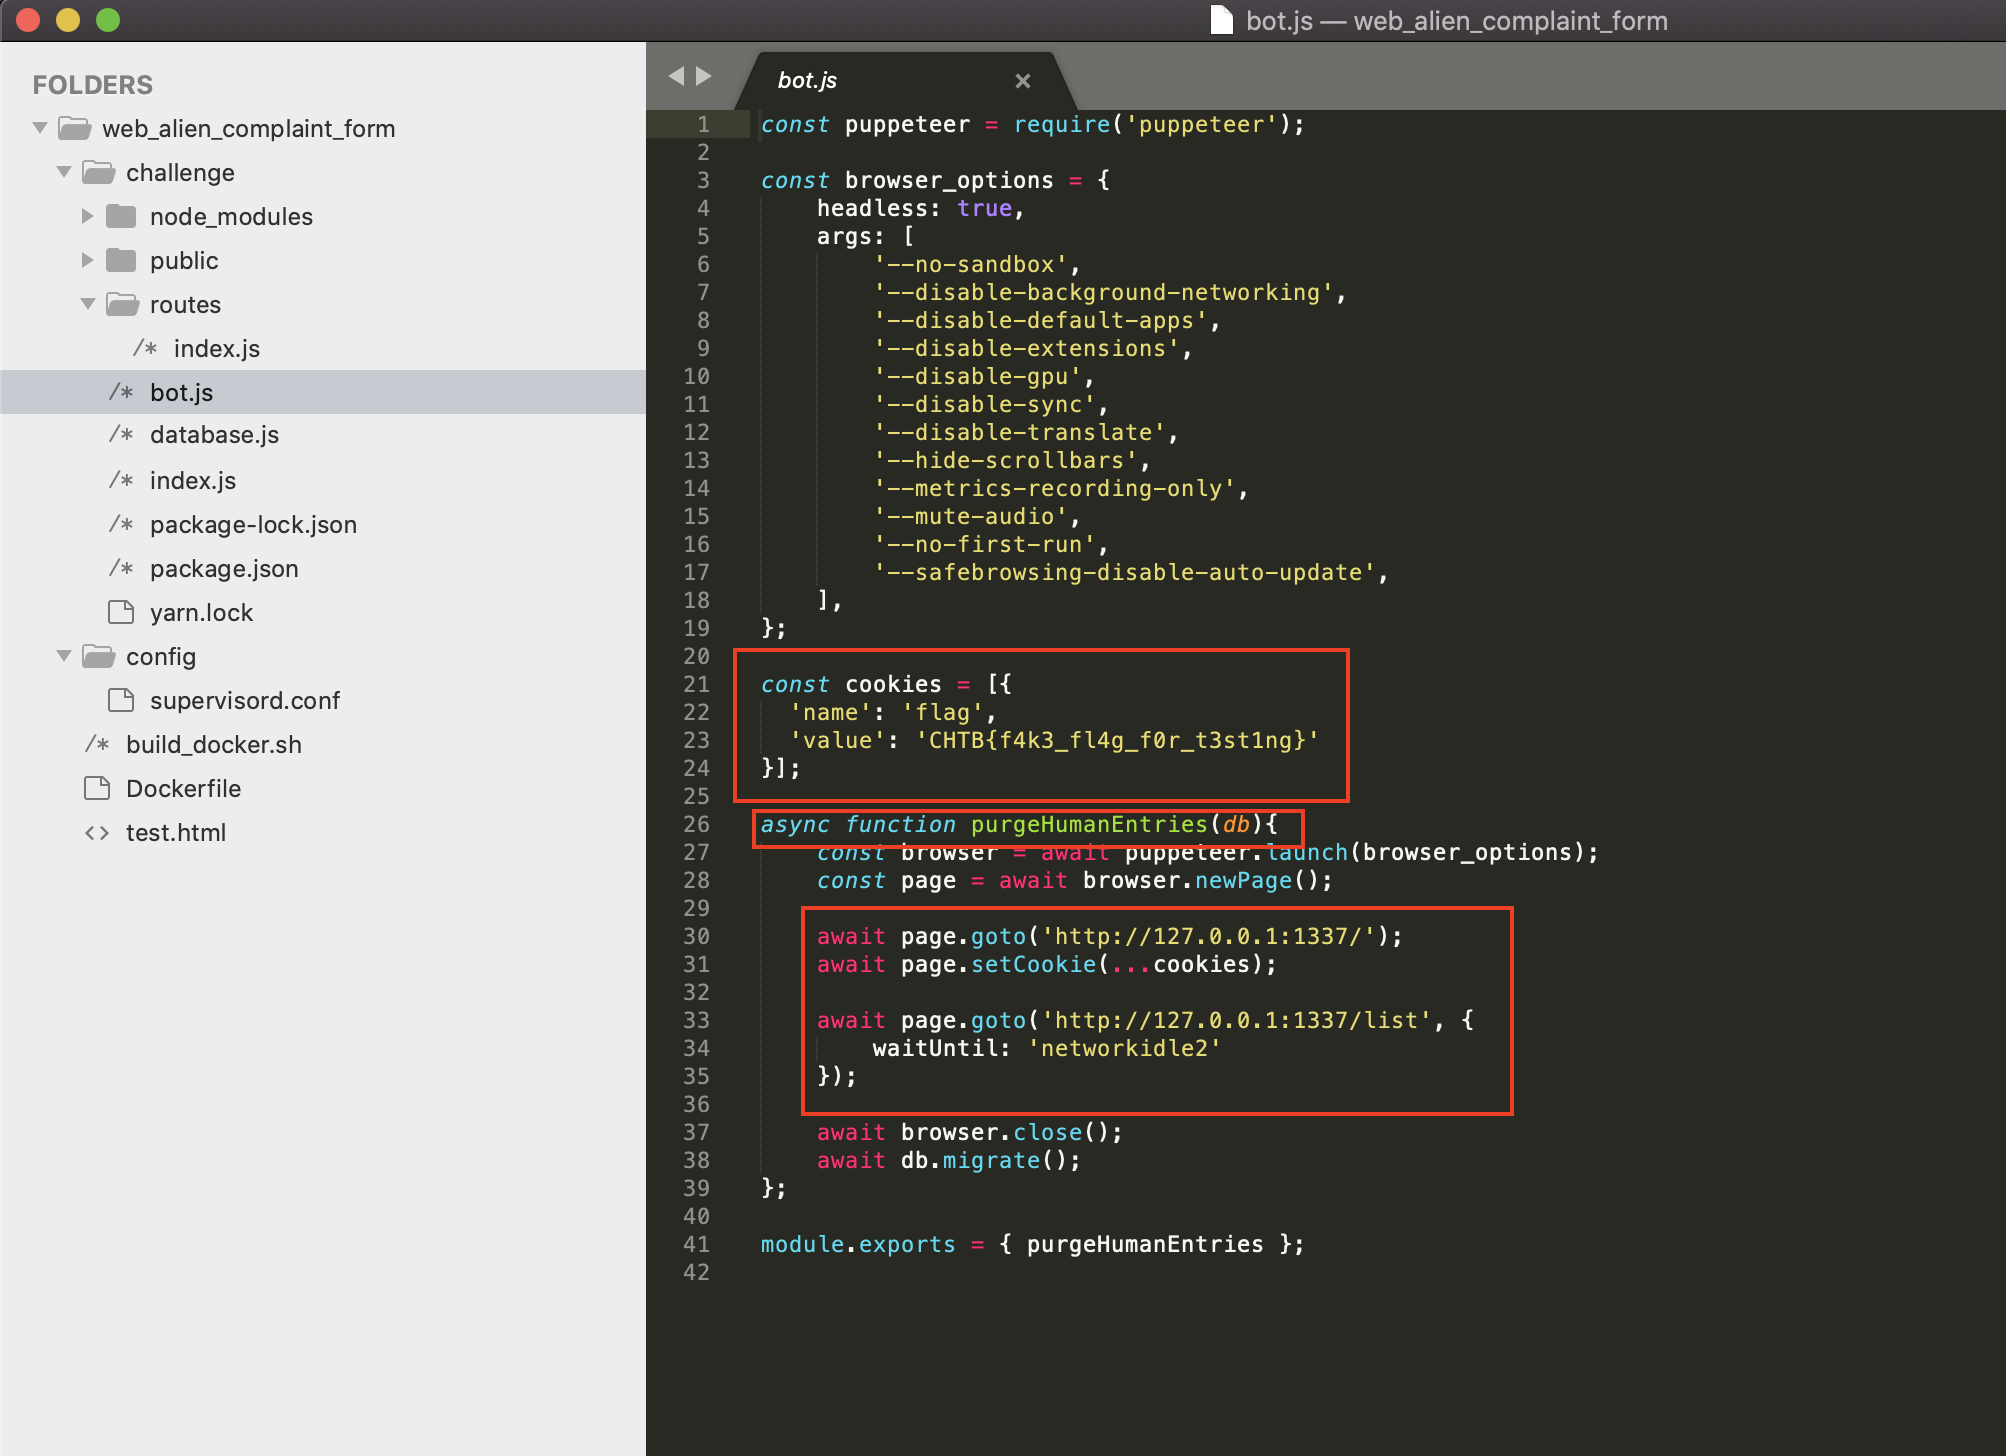 bot.js — web_alien_complaint_form
FOLDERS
web_alien_complaint_form
challenge
node_modules
public
routes
/* index.js
/* bot.js
/* database.js
/* index.js
/* package-lock.json
/* package.json
yarn.lock
config
supervisord.conf
/* build_docker.sh
Dockerfile
<> test.html
bot.js ×
1 const puppeteer = require('puppeteer');
2
3 const browser_options = {
4     headless: true,
5     args: [
6         '--no-sandbox',
7         '--disable-background-networking',
8         '--disable-default-apps',
9         '--disable-extensions',
10         '--disable-gpu',
11         '--disable-sync',
12         '--disable-translate',
13         '--hide-scrollbars',
14         '--metrics-recording-only',
15         '--mute-audio',
16         '--no-first-run',
17         '--safebrowsing-disable-auto-update',
18     ],
19 };
20
21 const cookies = [{
22   'name': 'flag',
23   'value': 'CHTB{f4k3_fl4g_f0r_t3st1ng}'
24 }];
25
26 async function purgeHumanEntries(db){
27     const browser = await puppeteer.launch(browser_options);
28     const page = await browser.newPage();
29
30     await page.goto('http://127.0.0.1:1337/');
31     await page.setCookie(...cookies);
32
33     await page.goto('http://127.0.0.1:1337/list', {
34         waitUntil: 'networkidle2'
35     });
36
37     await browser.close();
38     await db.migrate();
39 };
40
41 module.exports = { purgeHumanEntries };
42